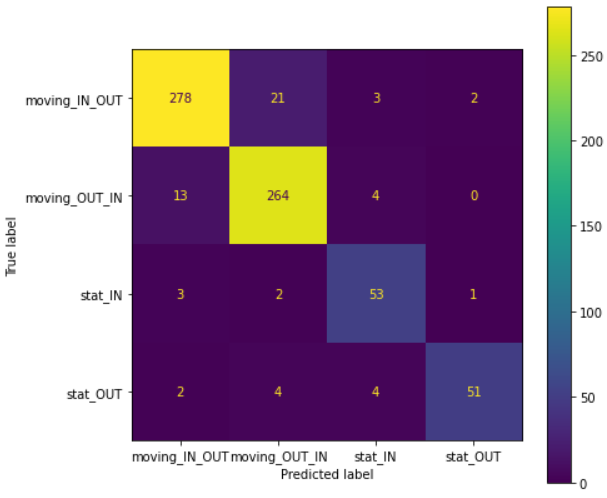 moving_IN_OUT 278 21 3 2
moving_OUT_IN 13 264 4 0
stat_IN 3 2 53 1
stat_OUT 2 4 4 51
moving_IN_OUT moving_OUT_IN stat_IN stat_OUT
Predicted label
True label
250
200
150
100
50
0